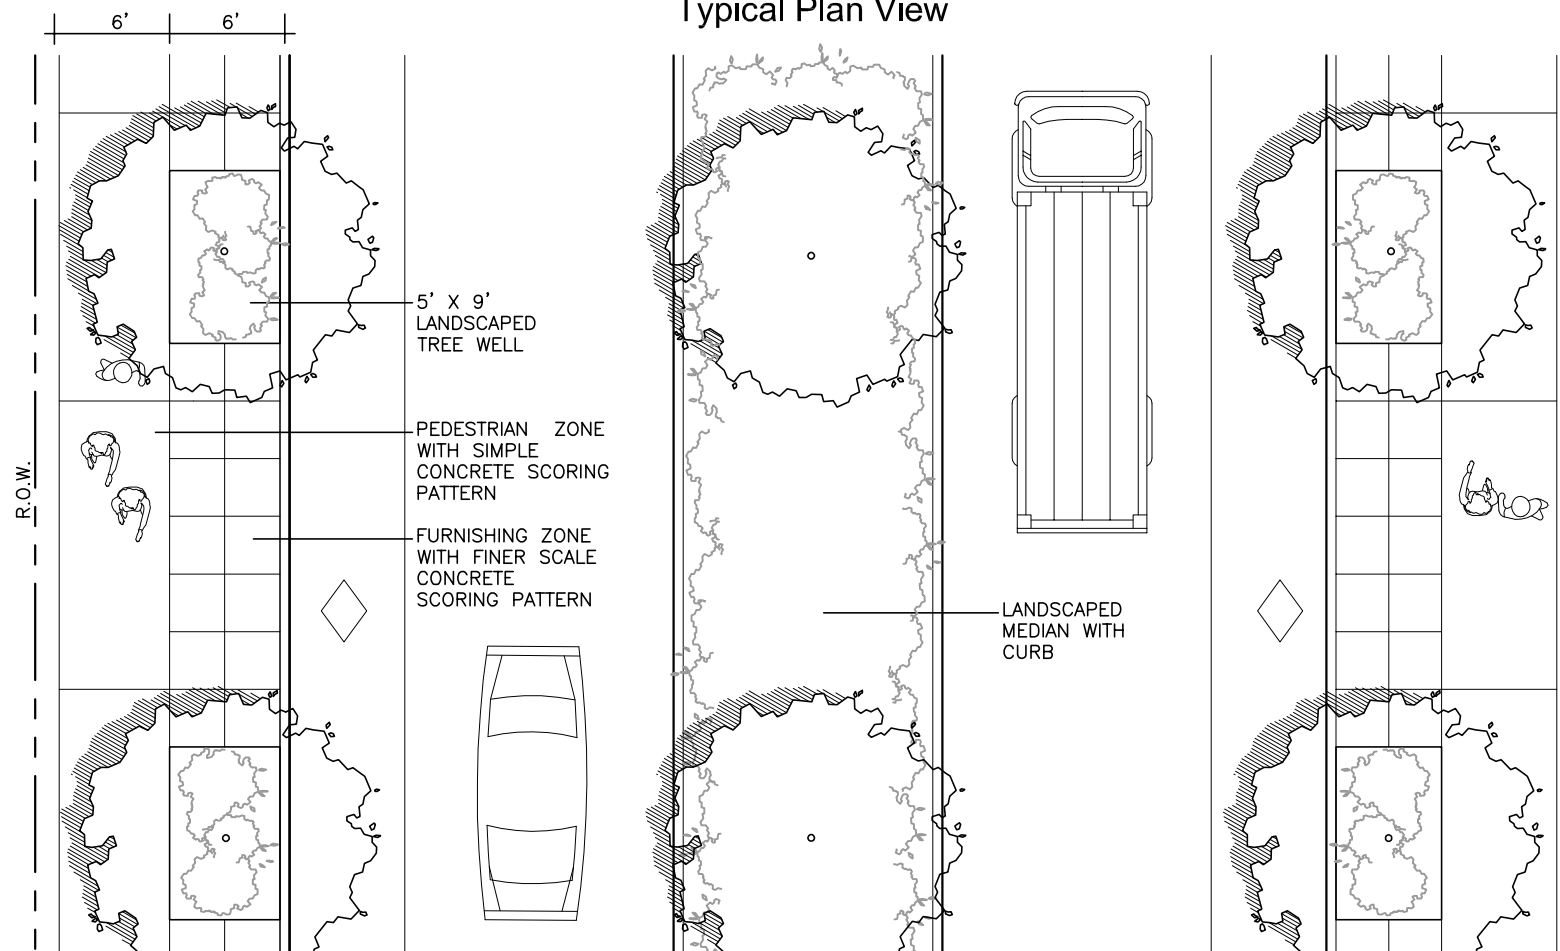 Typical Plan View
6' 6'
5' X 9'
LANDSCAPED
TREE WELL
PEDESTRIAN ZONE
WITH SIMPLE
CONCRETE SCORING
PATTERN
R.O.W.
FURNISHING ZONE
WITH FINER SCALE
CONCRETE
SCORING PATTERN
LANDSCAPED
MEDIAN WITH
CURB